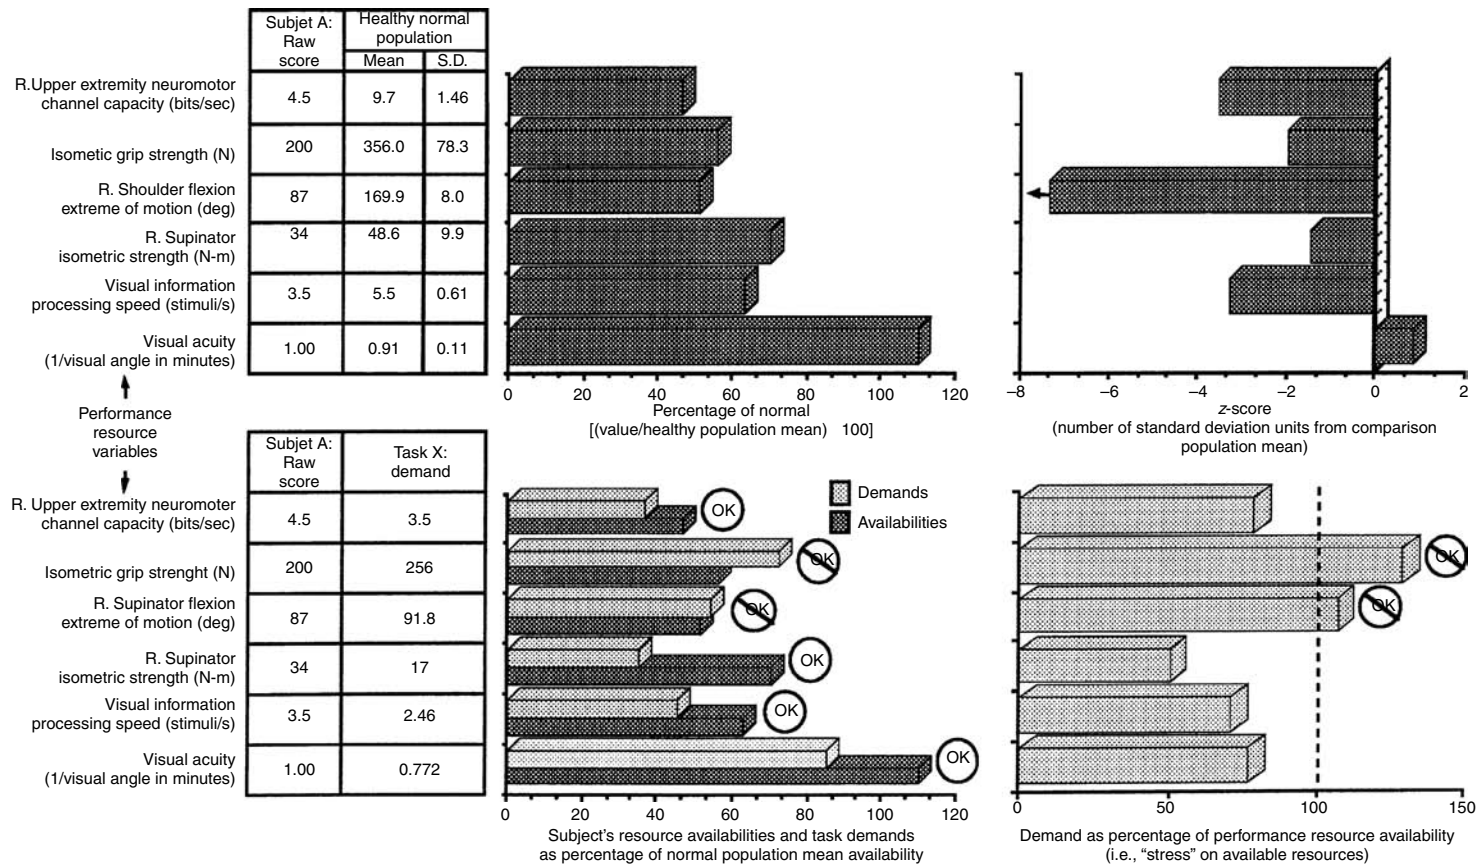 Subjet A:
Raw
score
Healthy normal
population
Mean
S.D.
R.Upper extremity neuromotor
channel capacity (bits/sec)
4.5
9.7
1.46
Isometic grip strength (N)
200
356.0
78.3
R. Shoulder flexion
extreme of motion (deg)
87
169.9
8.0
R. Supinator
isometric strength (N-m)
34
48.6
9.9
Visual information
processing speed (stimuli/s)
3.5
5.5
0.61
Visual acuity
(1/visual angle in minutes)
1.00
0.91
0.11
0
20
40
60
80
100
120
Percentage of normal
[(value/healthy population mean) 100]
−8
−6
−4
−2
0
2
z-score
(number of standard deviation units from comparison
population mean)
Performance
resource
variables
Subjet A:
Raw
score
Task X:
demand
R. Upper extremity neuromoter
channel capacity (bits/sec)
4.5
3.5
Isometric grip strenght (N)
200
256
R. Supinator flexion
extreme of motion (deg)
87
91.8
R. Supinator
isometric strength (N-m)
34
17
Visual information
processing speed (stimuli/s)
3.5
2.46
Visual acuity
(1/visual angle in minutes)
1.00
0.772
Demands
Availabilities
OK
OK
OK
OK
OK
OK
0
20
40
60
80
100
120
Subject's resource availabilities and task demands
as percentage of normal population mean availability
OK
OK
0
50
100
150
Demand as percentage of performance resource availability
(i.e., “stress” on available resources)